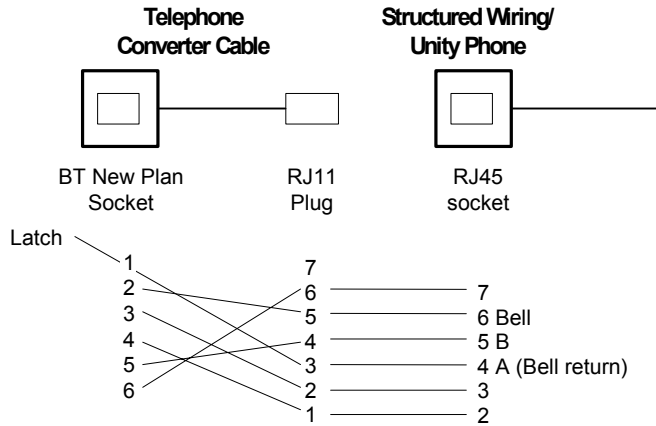 Telephone
Converter Cable
Structured Wiring/
Unity Phone
BT New Plan
Socket
RJ11
Plug
RJ45
socket
Latch
1
2
3
4
5
6
7
6
5
4
3
2
1
7
6 Bell
5 B
4 A (Bell return)
3
2